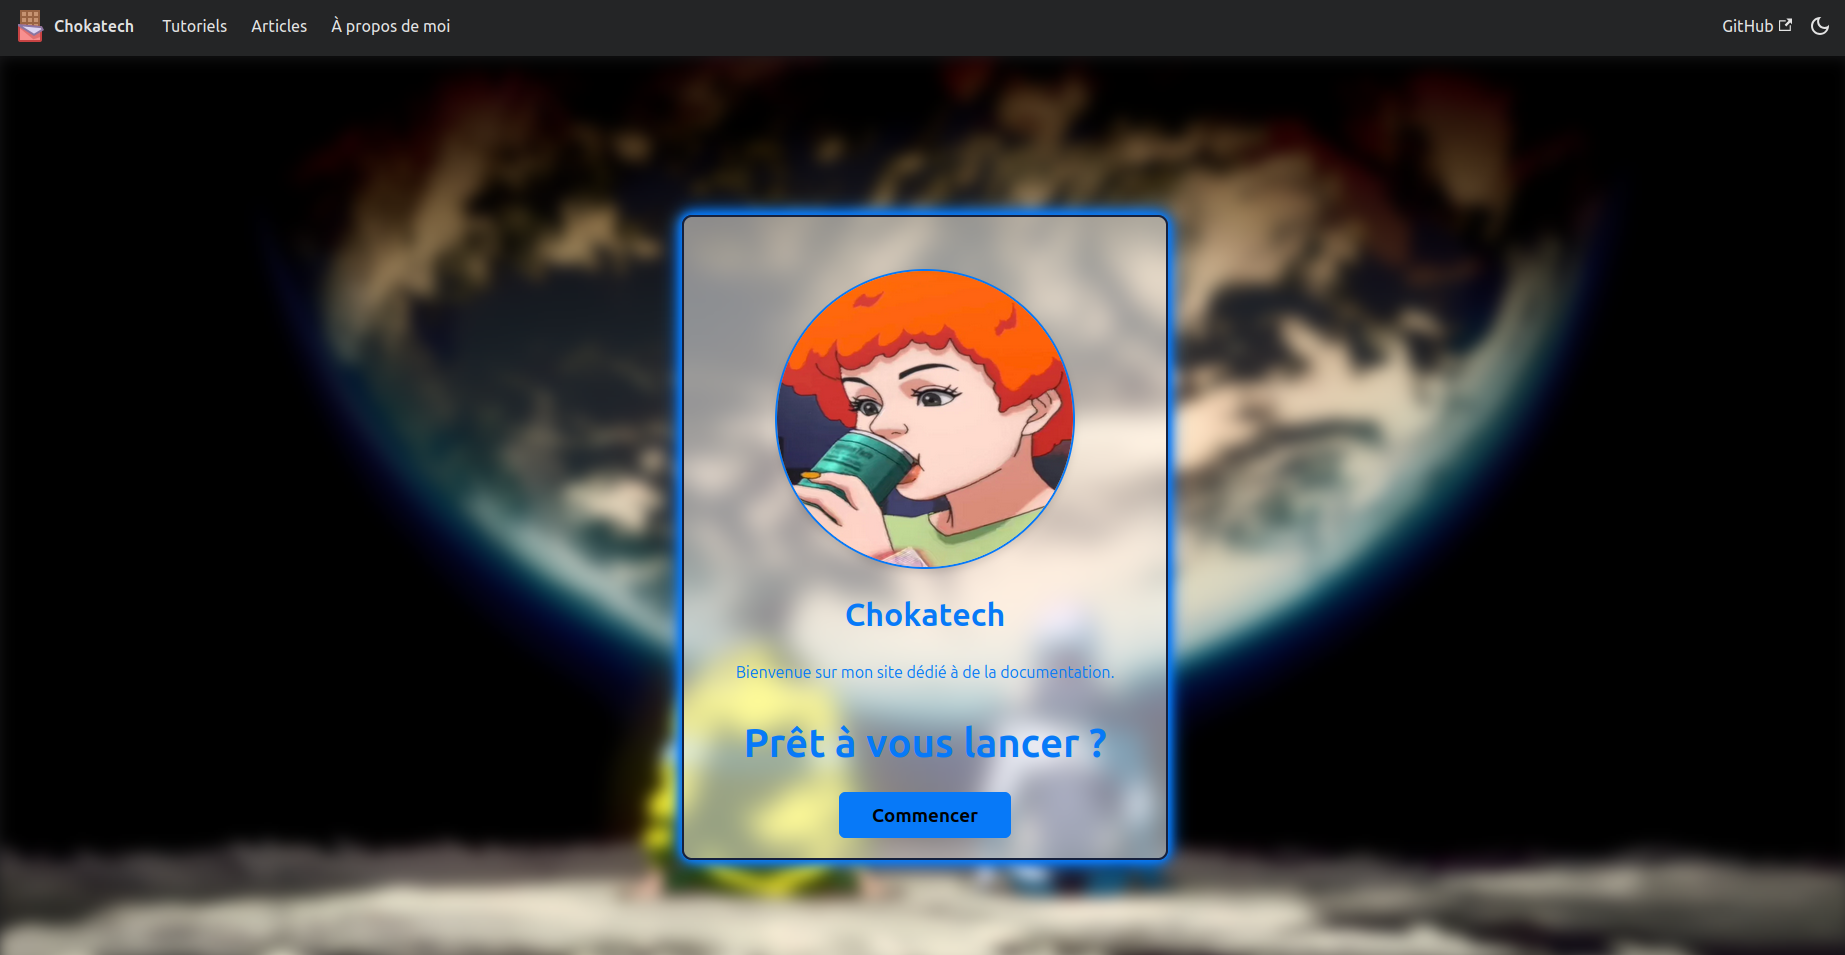 Chokatech
Tutoriels
Articles
À propos de moi
GitHub
Chokatech
Bienvenue sur mon site dédié à de la documentation.
Prêt à vous lancer ?
Commencer